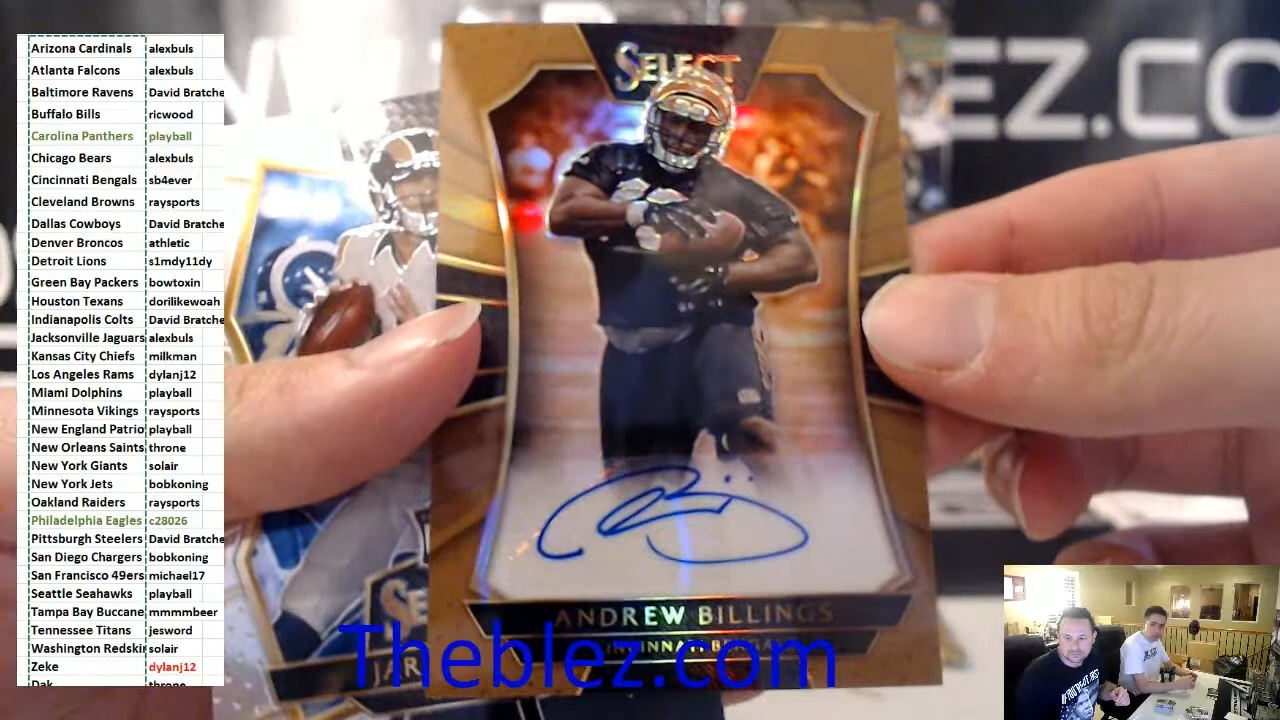 Arizona Cardinals alexbuls
Atlanta Falcons alexbuls
Baltimore Ravens David Bratche
Buffalo Bills ricwood
Carolina Panthers playball
Chicago Bears alexbuls
Cincinnati Bengals sb4ever
Cleveland Browns raysports
Dallas Cowboys David Bratche
Denver Broncos athletic
Detroit Lions s1mdy11dy
Green Bay Packers bowtoxin
Houston Texans dorilikewoah
Indianapolis Colts David Bratche
Jacksonville Jaguars alexbuls
Kansas City Chiefs milkman
Los Angeles Rams dylanj12
Miami Dolphins playball
Minnesota Vikings raysports
New England Patrio playball
New Orleans Saints throne
New York Giants solair
New York Jets bobkoning
Oakland Raiders raysports
Philadelphia Eagles c28026
Pittsburgh Steelers David Bratche
San Diego Chargers bobkoning
San Francisco 49ers michael17
Seattle Seahawks playball
Tampa Bay Buccane mmmmbeer
Tennessee Titans jesword
Washington Redskin solair
Zeke dylanj12
Dak throne
SELECT
ANDREW BILLINGS
Theblez.com
JAR
EZ.CO